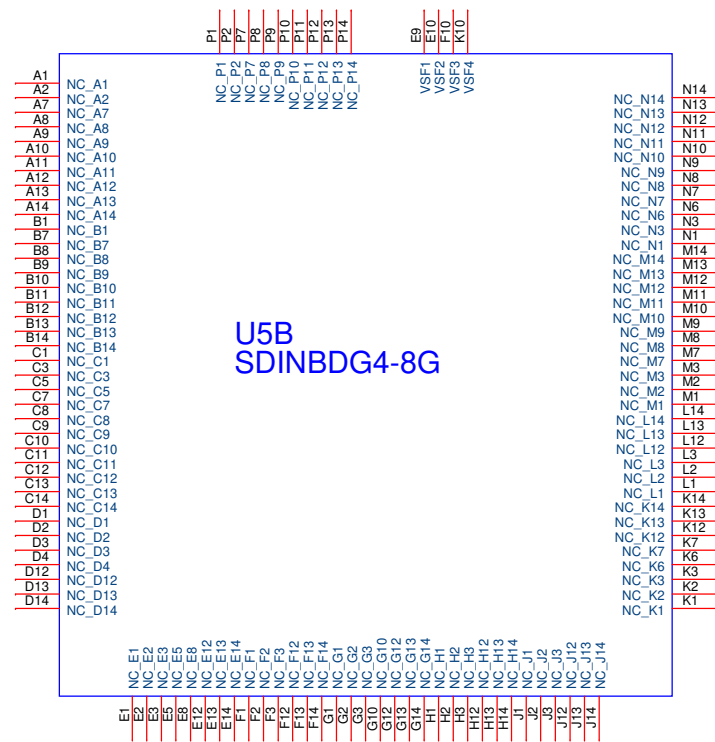 P1 P2 P7 P8 P9 P10 P11 P12 P13 P14
E9 E10 F10 K10
NC_P1 NC_P2 NC_P7 NC_P8 NC_P9 NC_P10 NC_P11 NC_P12 NC_P13 NC_P14
VSF1 VSF2 VSF3 VSF4
A1 NC_A1
A2 NC_A2
A7 NC_A7
A8 NC_A8
A9 NC_A9
A10 NC_A10
A11 NC_A11
A12 NC_A12
A13 NC_A13
A14 NC_A14
B1 NC_B1
B7 NC_B7
B8 NC_B8
B9 NC_B9
B10 NC_B10
B11 NC_B11
B12 NC_B12
B13 NC_B13
B14 NC_B14
C1 NC_C1
C3 NC_C3
C5 NC_C5
C7 NC_C7
C8 NC_C8
C9 NC_C9
C10 NC_C10
C11 NC_C11
C12 NC_C12
C13 NC_C13
C14 NC_C14
D1 NC_D1
D2 NC_D2
D3 NC_D3
D4 NC_D4
D12 NC_D12
D13 NC_D13
D14 NC_D14
U5B
SDINBDG4-8G
NC_N14 N14
NC_N13 N13
NC_N12 N12
NC_N11 N11
NC_N10 N10
NC_N9 N9
NC_N8 N8
NC_N7 N7
NC_N6 N6
NC_N3 N3
NC_N1 N1
NC_M14 M14
NC_M13 M13
NC_M12 M12
NC_M11 M11
NC_M10 M10
NC_M9 M9
NC_M8 M8
NC_M7 M7
NC_M3 M3
NC_M2 M2
NC_M1 M1
NC_L14 L14
NC_L13 L13
NC_L12 L12
NC_L3 L3
NC_L2 L2
NC_L1 L1
NC_K14 K14
NC_K13 K13
NC_K12 K12
NC_K7 K7
NC_K6 K6
NC_K3 K3
NC_K2 K2
NC_K1 K1
NC_E1 NC_E2 NC_E3 NC_E5 NC_E8 NC_E12 NC_E13 NC_E14 NC_F1 NC_F2 NC_F3 NC_F12 NC_F13 NC_F14 NC_G1 NC_G2 NC_G3 NC_G10 NC_G12 NC_G13 NC_G14 NC_H1 NC_H2 NC_H3 NC_H12 NC_H13 NC_H14 NC_J1 NC_J2 NC_J3 NC_J12 NC_J13 NC_J14
E1 E2 E3 E5 E8 E12 E13 E14 F1 F2 F3 F12 F13 F14 G1 G2 G3 G10 G12 G13 G14 H1 H2 H3 H12 H13 H14 J1 J2 J3 J12 J13 J14